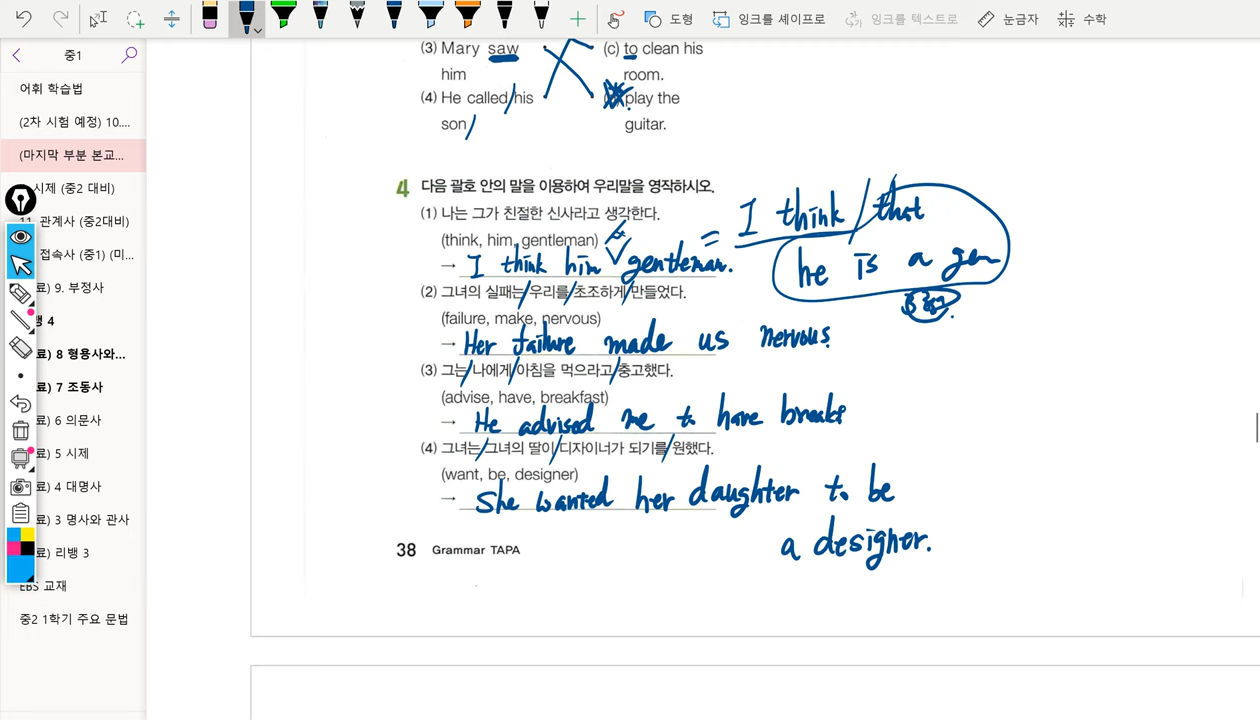 도형
잉크를 셰이프로
잉크를 텍스트로
눈금자
수학
중1
어휘 학습법
(2차 시험 예정) 10....
(마지막 부분 본교...
시제 (중2 대비)
11. 관계사 (중2대비)
접속사 (중1) (미...
료) 9. 부정사
뱅 4
료) 8 형용사와...
료) 7 조동사
료) 6 의문사
료) 5 시제
료) 4 대명사
료) 3 명사와 관사
료) 리뱅 3
EBS 교재
중2 1학기 주요 문법
(3) Mary saw him
(c) to clean his room.
(4) He called his son
play the guitar.
4 다음 괄호 안의 말을 이용하여 우리말을 영작하시오.
(1) 나는 그가 친절한 신사라고 생각한다.
(think, him, gentleman)
→ I think him gentleman.
= I think that
he is a gen
(2) 그녀의 실패는 우리를 초조하게 만들었다.
(failure, make, nervous)
→ Her failure made us nervous.
(3) 그는 나에게 아침을 먹으라고 충고했다.
(advise, have, breakfast)
→ He advised me to have breakf
(4) 그녀는 그녀의 딸이 디자이너가 되기를 원했다.
(want, be, designer)
→ She wanted her daughter to be
a designer.
38 Grammar TAPA